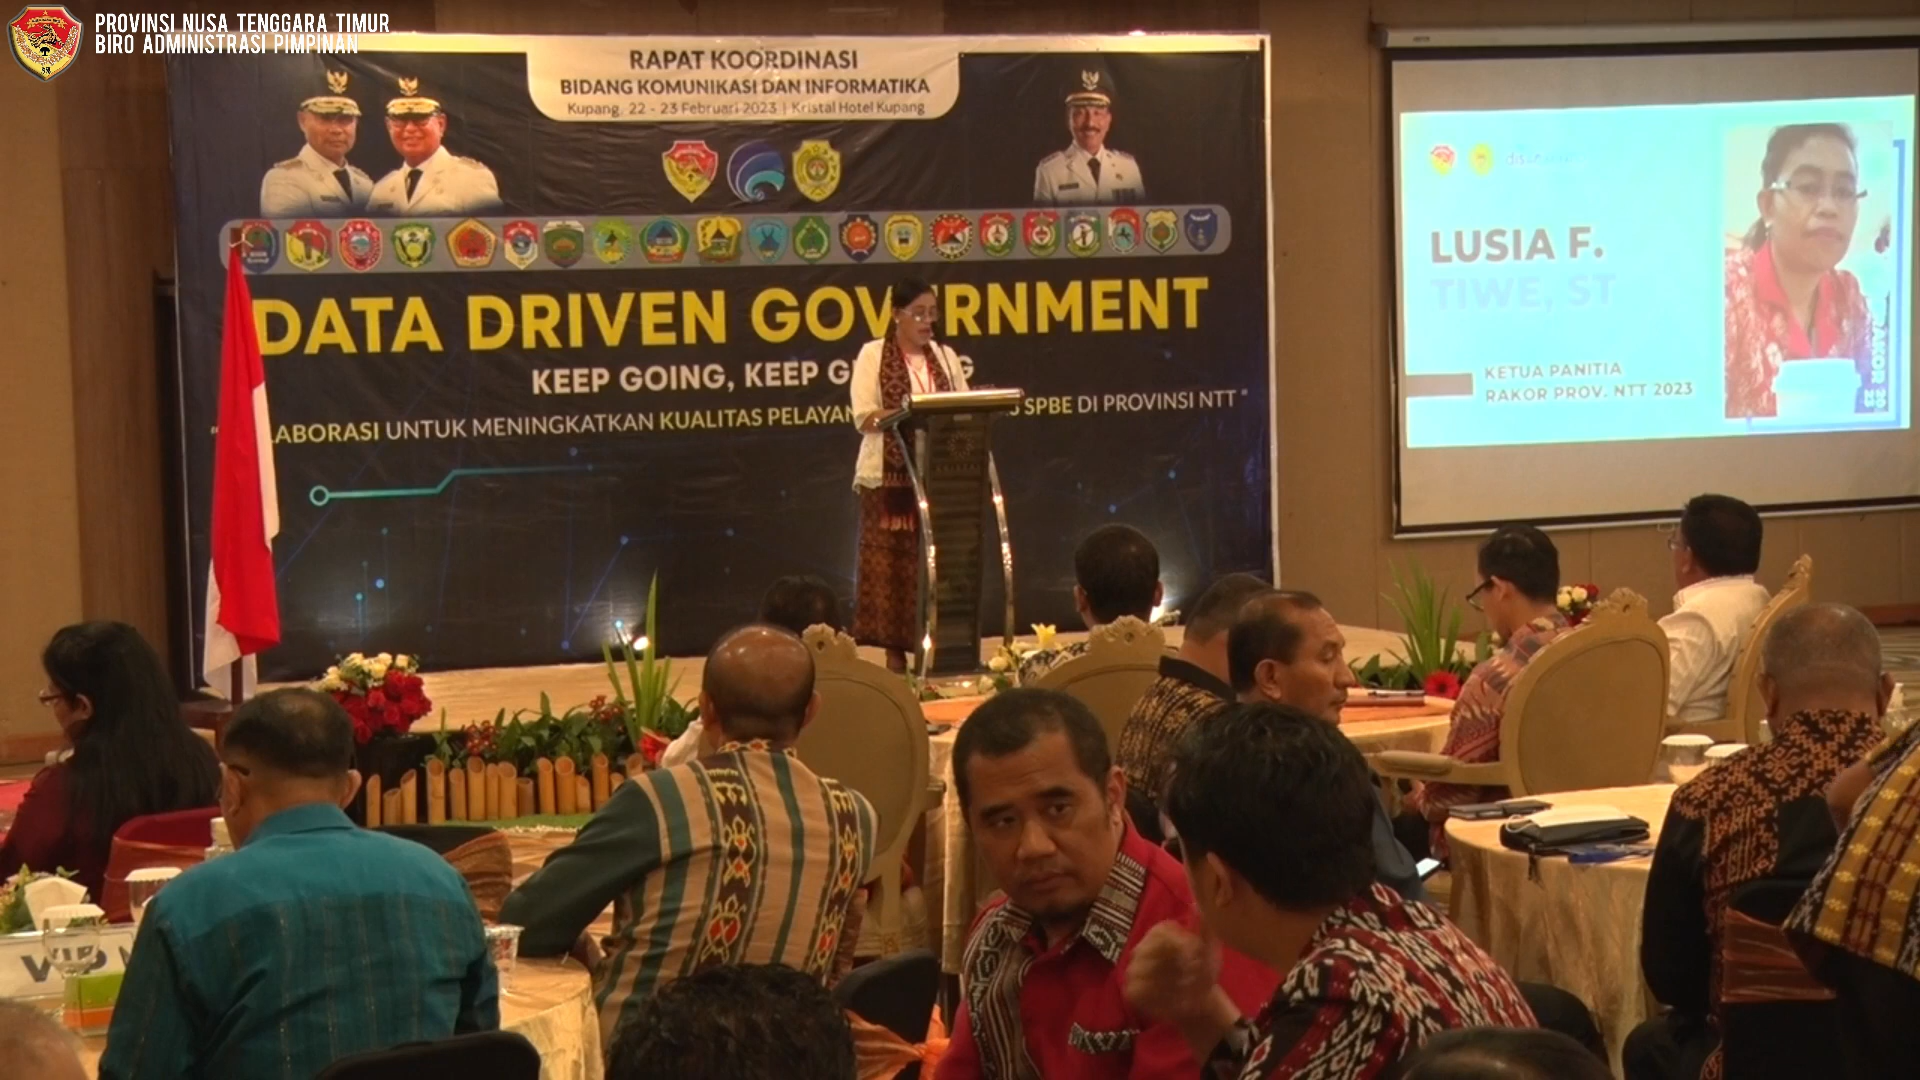 PROVINSI NUSA TENGGARA TIMUR
BIRO ADMINISTRASI PIMPINAN
RAPAT KOORDINASI
BIDANG KOMUNIKASI DAN INFORMATIKA
Kupang, 22 - 23 Februari 2023 | Kristal Hotel Kupang
DATA DRIVEN GOVERNMENT
KEEP GOING, KEEP
LABORASI UNTUK MENINGKATKAN KUALITAS PELAYAN SPBE DI PROVINSI NTT "
LUSIA F.
TIWE, ST
KETUA PANITIA
RAKOR PROV. NTT 2023
VIP